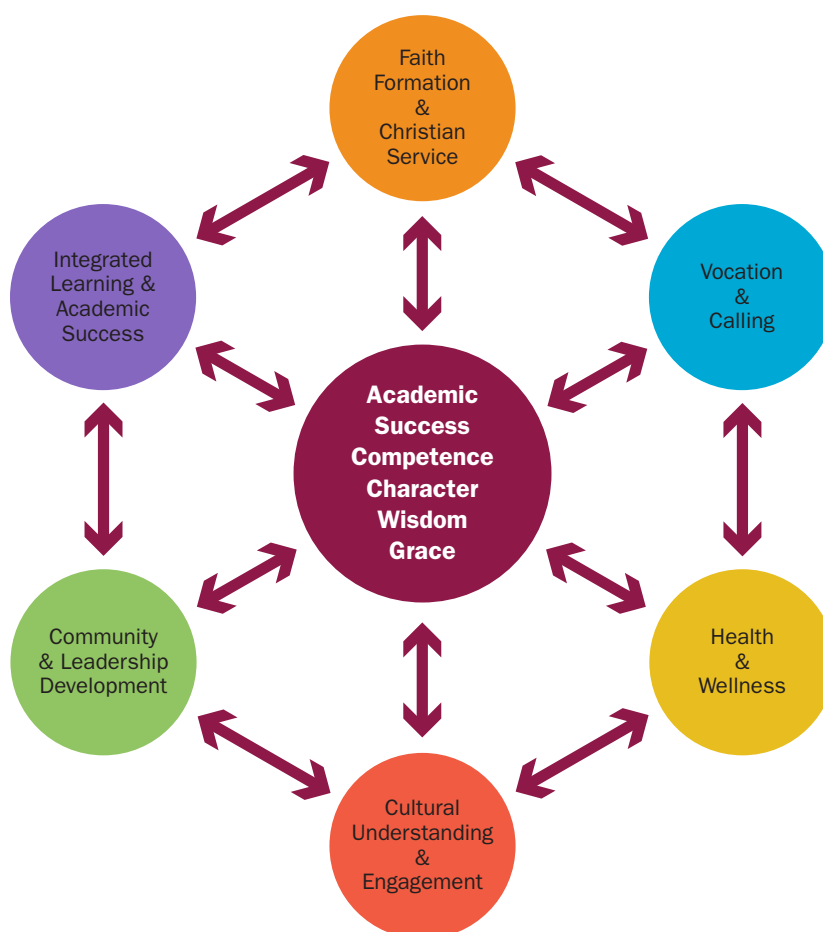 Faith
Formation
&
Christian
Service
Integrated
Learning &
Academic
Success
Vocation
&
Calling
Academic
Success
Competence
Character
Wisdom
Grace
Community
& Leadership
Development
Health
&
Wellness
Cultural
Understanding
&
Engagement